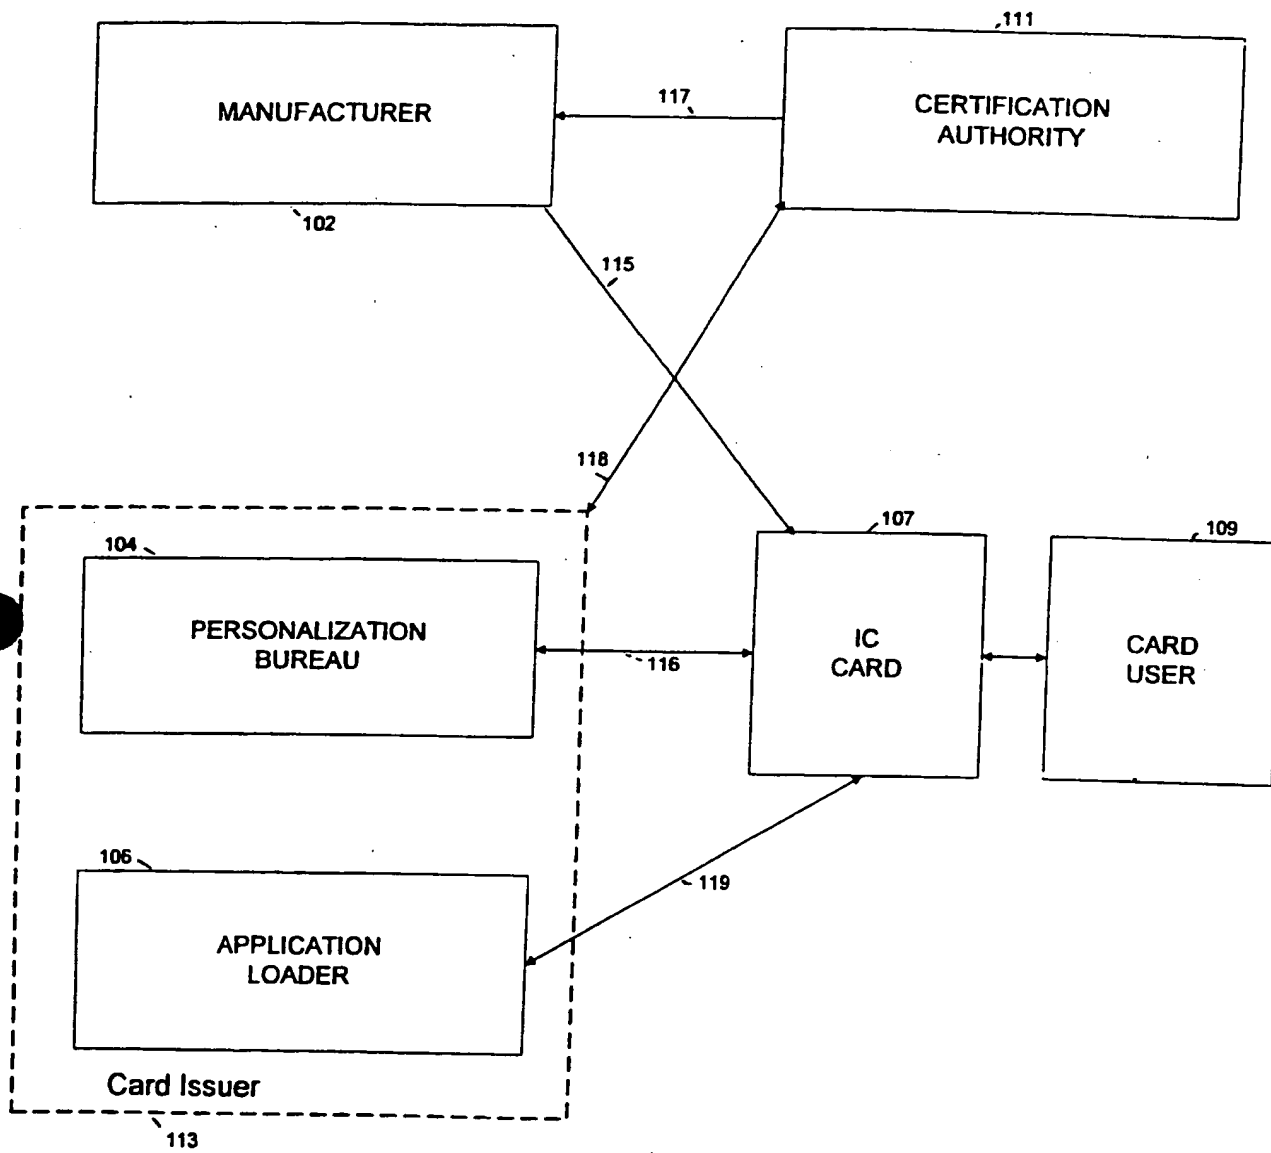 111
MANUFACTURER
117
CERTIFICATION
AUTHORITY
102
115
118
104
107
109
PERSONALIZATION
BUREAU
116
IC
CARD
CARD
USER
106
119
APPLICATION
LOADER
Card Issuer
113